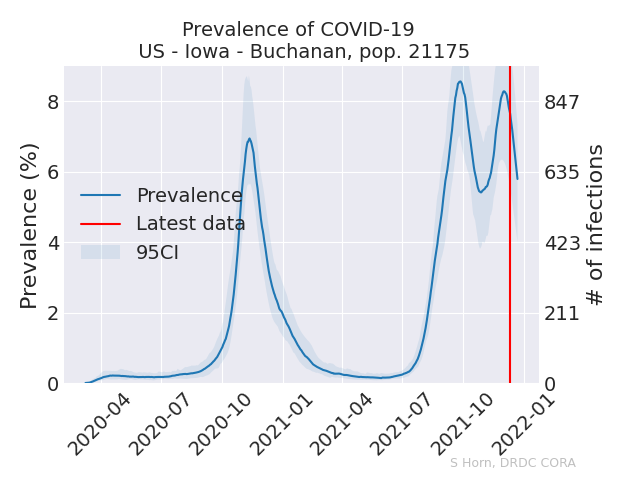 Prevalence of COVID-19
US - Iowa - Buchanan, pop. 21175
Prevalence (%)
8
6
4
2
0
847
635
423
211
0
# of infections
Prevalence
Latest data
95CI
2020-04
2020-07
2020-10
2021-01
2021-04
2021-07
2021-10
2022-01
S Horn, DRDC CORA